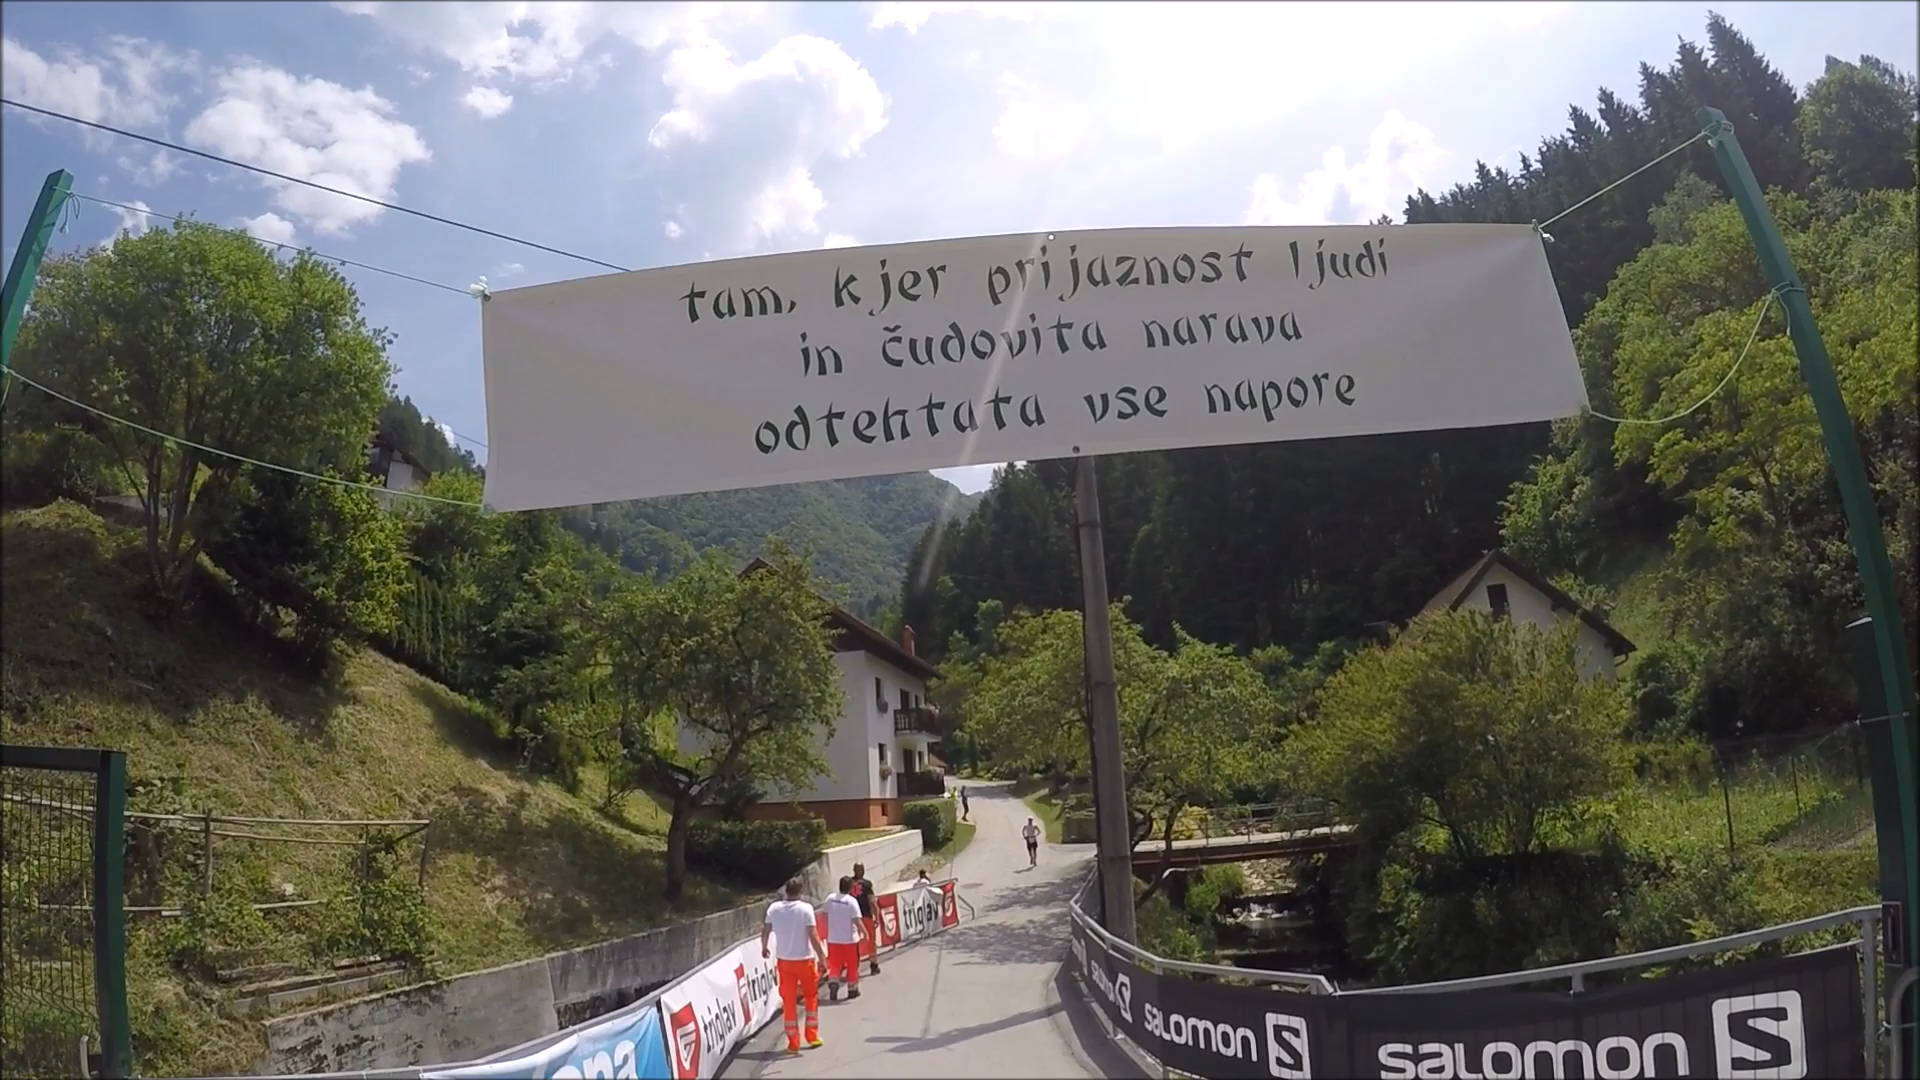 tam, kjer prijaznost ljudi
in čudovita narava
odtehtata vse napore
triglav
triglav
triglav
salomon
salomon
salomon